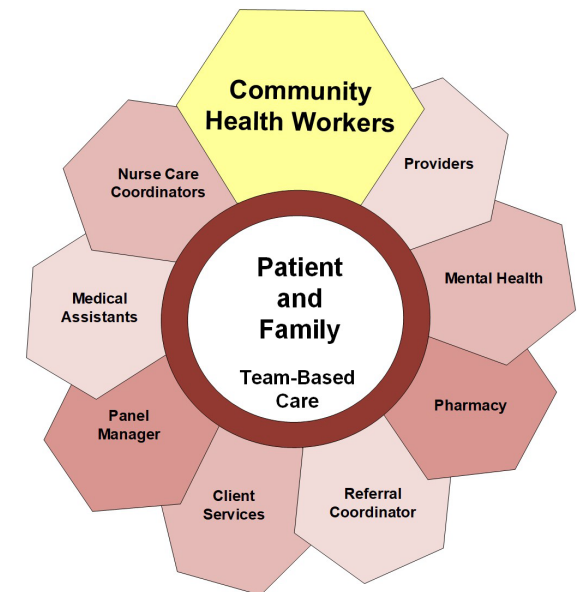 Community
Health Workers
Providers
Mental Health
Pharmacy
Referral
Coordinator
Client
Services
Panel
Manager
Medical
Assistants
Nurse Care
Coordinators
Patient
and
Family
Team-Based
Care